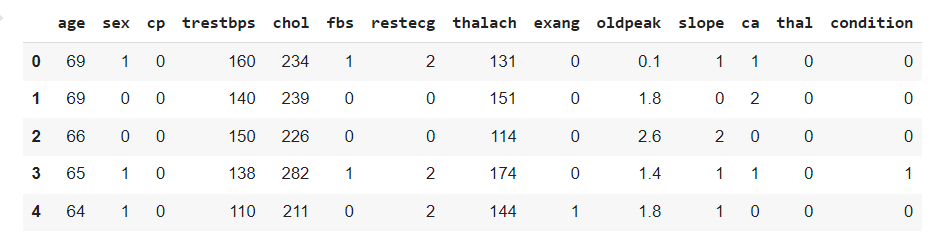 age sex cp trestbps chol fbs restecg thalach exang oldpeak slope ca thal condition
0 69 1 0 160 234 1 2 131 0 0.1 1 1 0 0
1 69 0 0 140 239 0 0 151 0 1.8 0 2 0 0
2 66 0 0 150 226 0 0 114 0 2.6 2 0 0 0
3 65 1 0 138 282 1 2 174 0 1.4 1 1 0 1
4 64 1 0 110 211 0 2 144 1 1.8 1 0 0 0